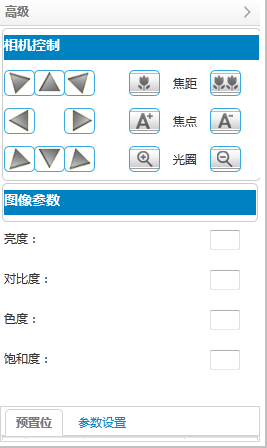 高级
相机控制
焦距
A+ 焦点 A-
光圈
图像参数
亮度：
对比度：
色度：
饱和度：
预置位 参数设置